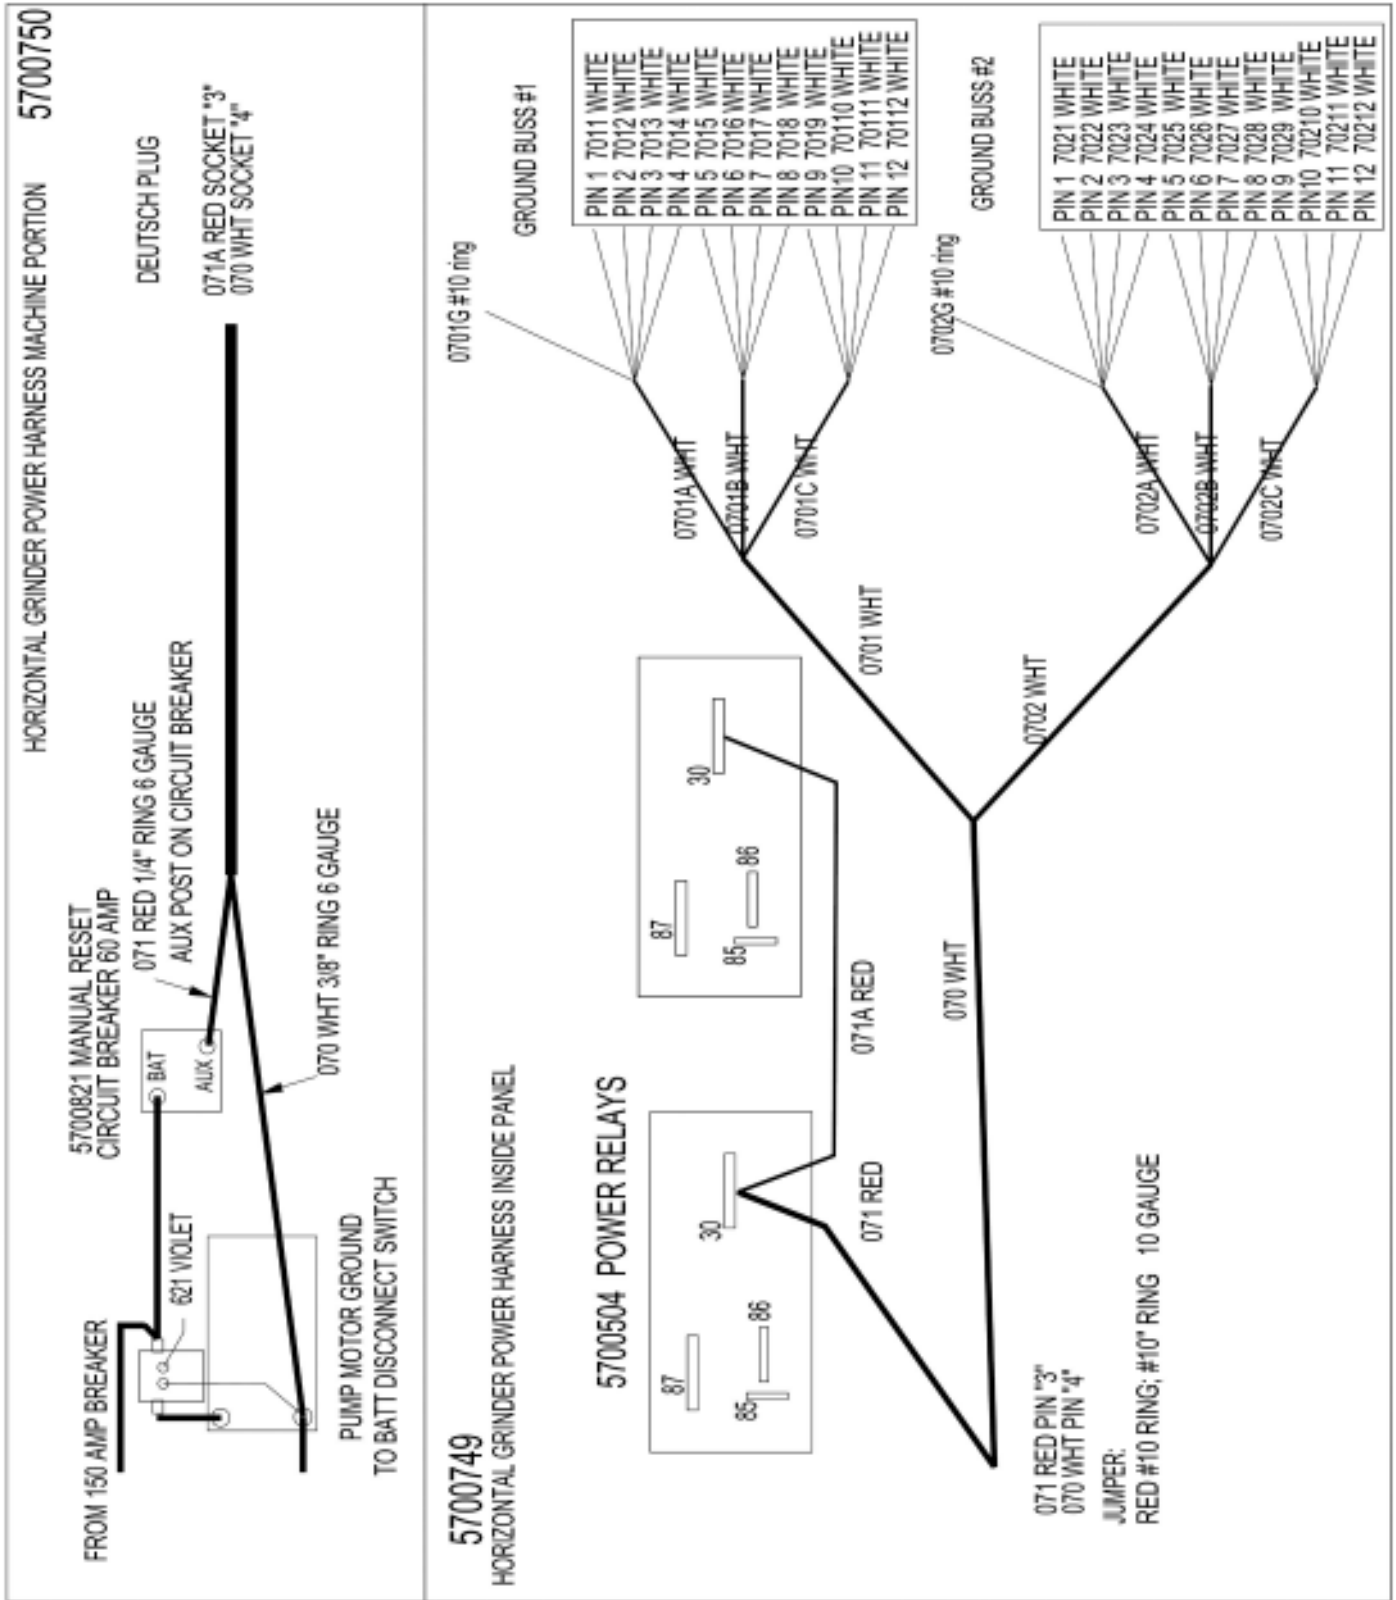 HORIZONTAL GRINDER POWER HARNESS MACHINE PORTION 5700750
DEUTSCH PLUG
071A RED SOCKET "3"
070 WHT SOCKET "4"
5700821 MANUAL RESET
CIRCUIT BREAKER 60 AMP
071 RED 1/4" RING 6 GAUGE
AUX POST ON CIRCUIT BREAKER
BAT
AUX
070 WHT 3/8" RING 6 GAUGE
FROM 150 AMP BREAKER
621 VIOLET
PUMP MOTOR GROUND
TO BATT DISCONNECT SWITCH
5700749
HORIZONTAL GRINDER POWER HARNESS INSIDE PANEL
5700504 POWER RELAYS
87
30
85
86
87
30
85
86
071 RED
071A RED
070 WHT
0701 WHT
0702 WHT
0701A WHT
0701B WHT
0701C WHT
0702A WHT
0702B WHT
0702C WHT
0701G #10 ring
GROUND BUSS #1
PIN 1 7011 WHITE
PIN 2 7012 WHITE
PIN 3 7013 WHITE
PIN 4 7014 WHITE
PIN 5 7015 WHITE
PIN 6 7016 WHITE
PIN 7 7017 WHITE
PIN 8 7018 WHITE
PIN 9 7019 WHITE
PIN10 70110 WHITE
PIN 11 70111 WHITE
PIN 12 70112 WHITE
0702G #10 ring
GROUND BUSS #2
PIN 1 7021 WHITE
PIN 2 7022 WHITE
PIN 3 7023 WHITE
PIN 4 7024 WHITE
PIN 5 7025 WHITE
PIN 6 7026 WHITE
PIN 7 7027 WHITE
PIN 8 7028 WHITE
PIN 9 7029 WHITE
PIN10 70210 WHITE
PIN 11 70211 WHITE
PIN 12 70212 WHITE
071 RED PIN "3"
070 WHT PIN "4"
JUMPER:
RED #10 RING; #10" RING 10 GAUGE